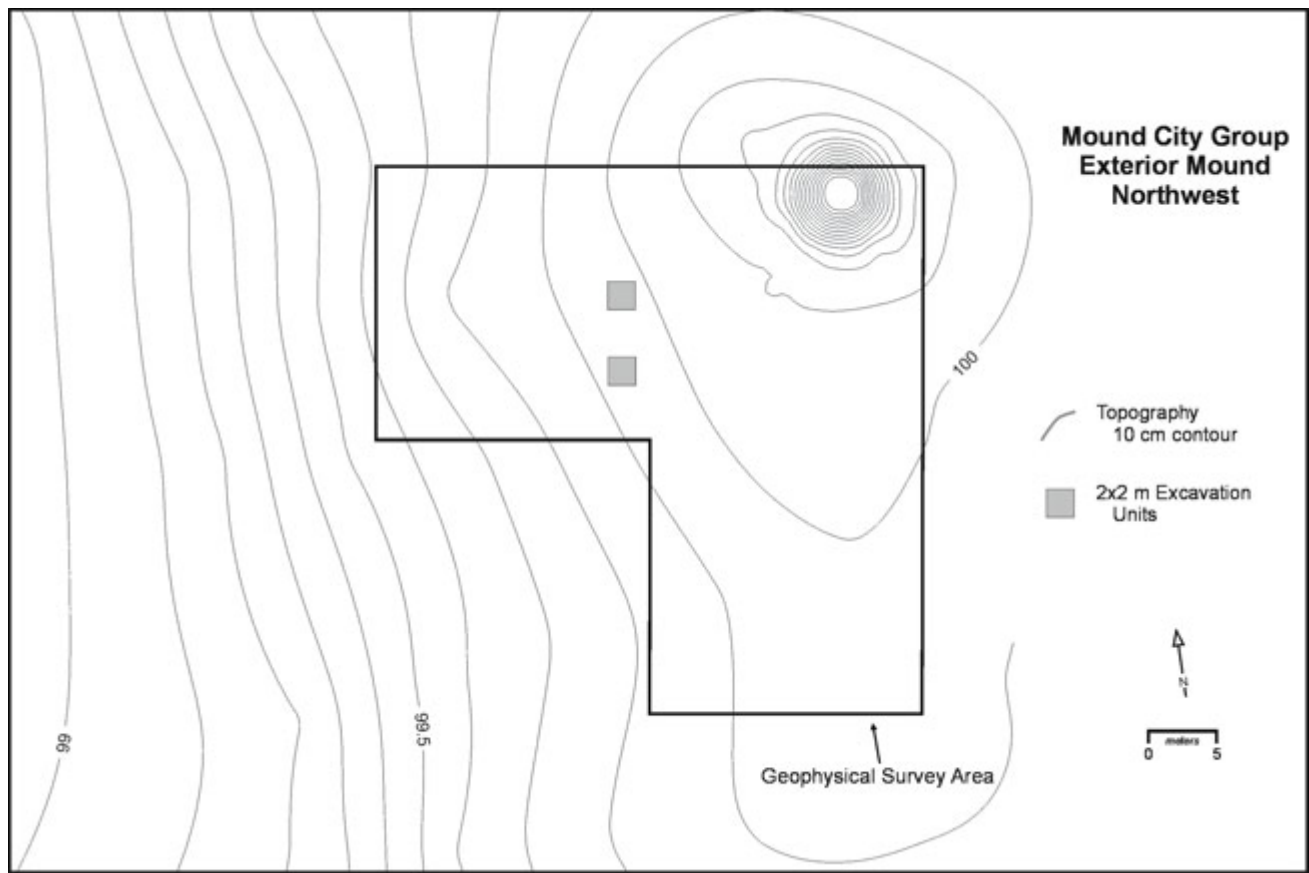 Mound City Group
Exterior Mound
Northwest
100
Topography
10 cm contour
2x2 m Excavation
Units
N
meters
0 5
99
99.5
Geophysical Survey Area